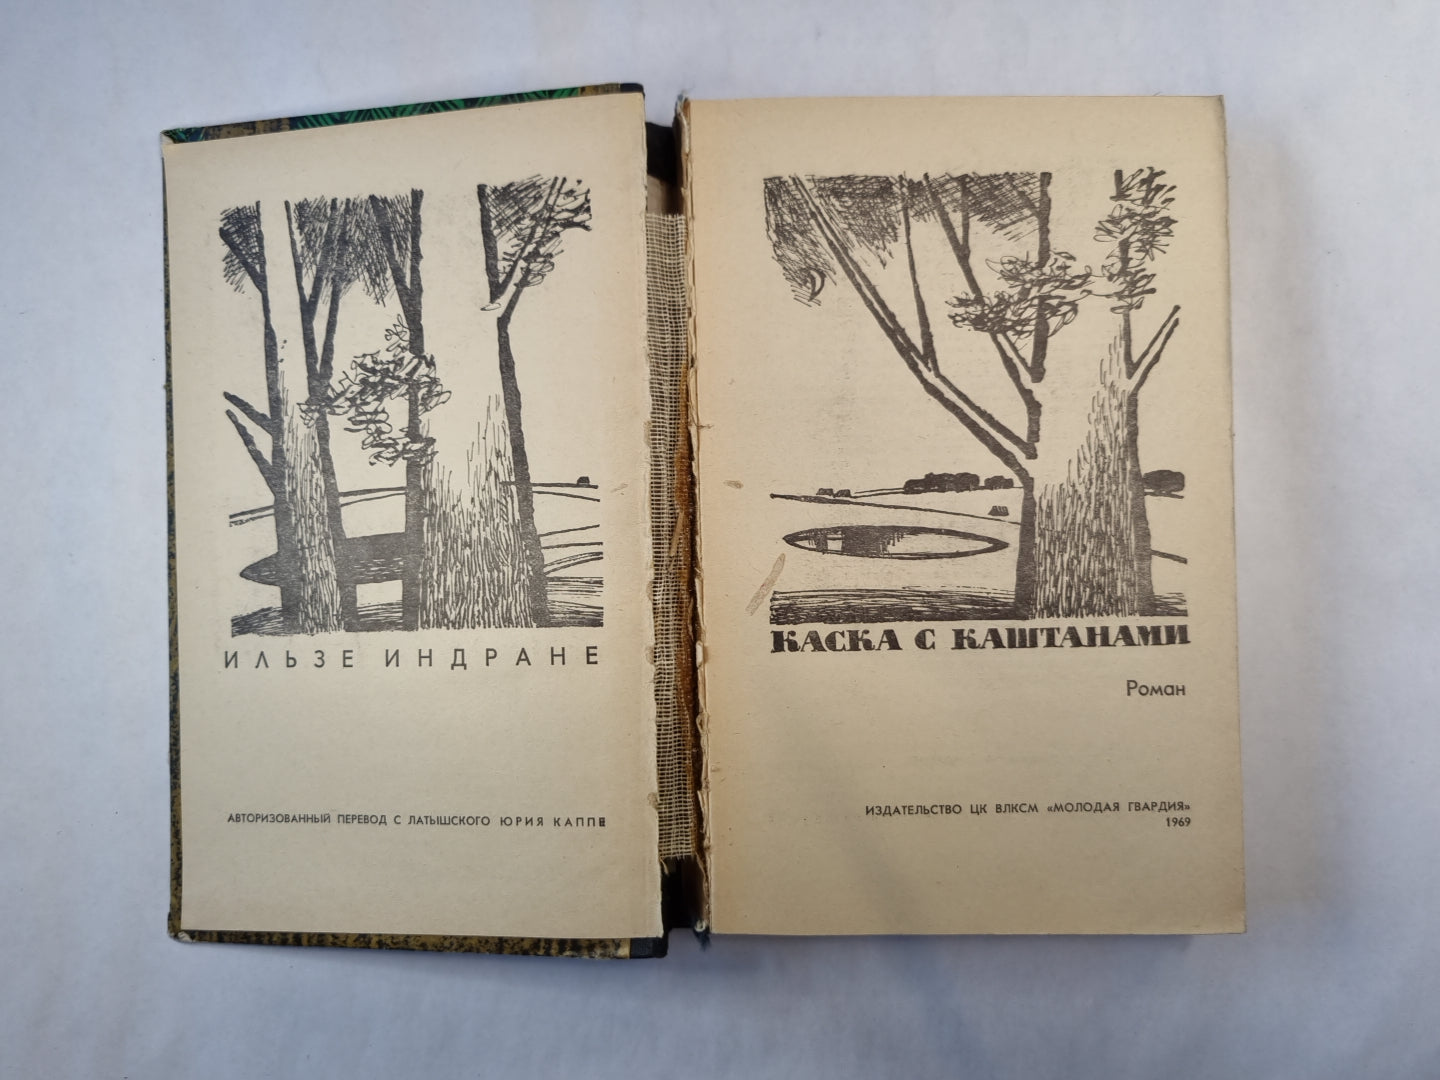 ИЛЬЗЕ ИНДРАНЕ
АВТОРИЗОВАННЫЙ ПЕРЕВОД С ЛАТЫШСКОГО ЮРИЯ КАППЕ
КАСКА С КАШТАНАМИ
Роман
ИЗДАТЕЛЬСТВО ЦК ВЛКСМ «МОЛОДАЯ ГВАРДИЯ»
1969